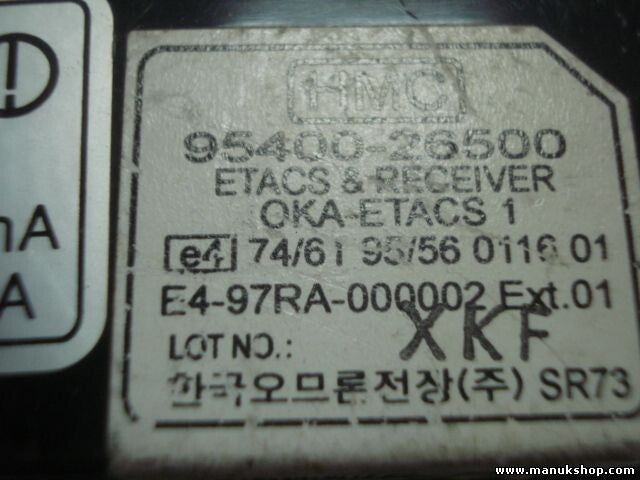 HMC
95400-26500
ETACS & RECEIVER
OKA-ETACS 1
e4 74/61 95/56 0116 01
E4-97RA-000002 Ext.01
LOT NO.: XKF
한국오므론전장(주) SR73
A
A
www.manukshop.com